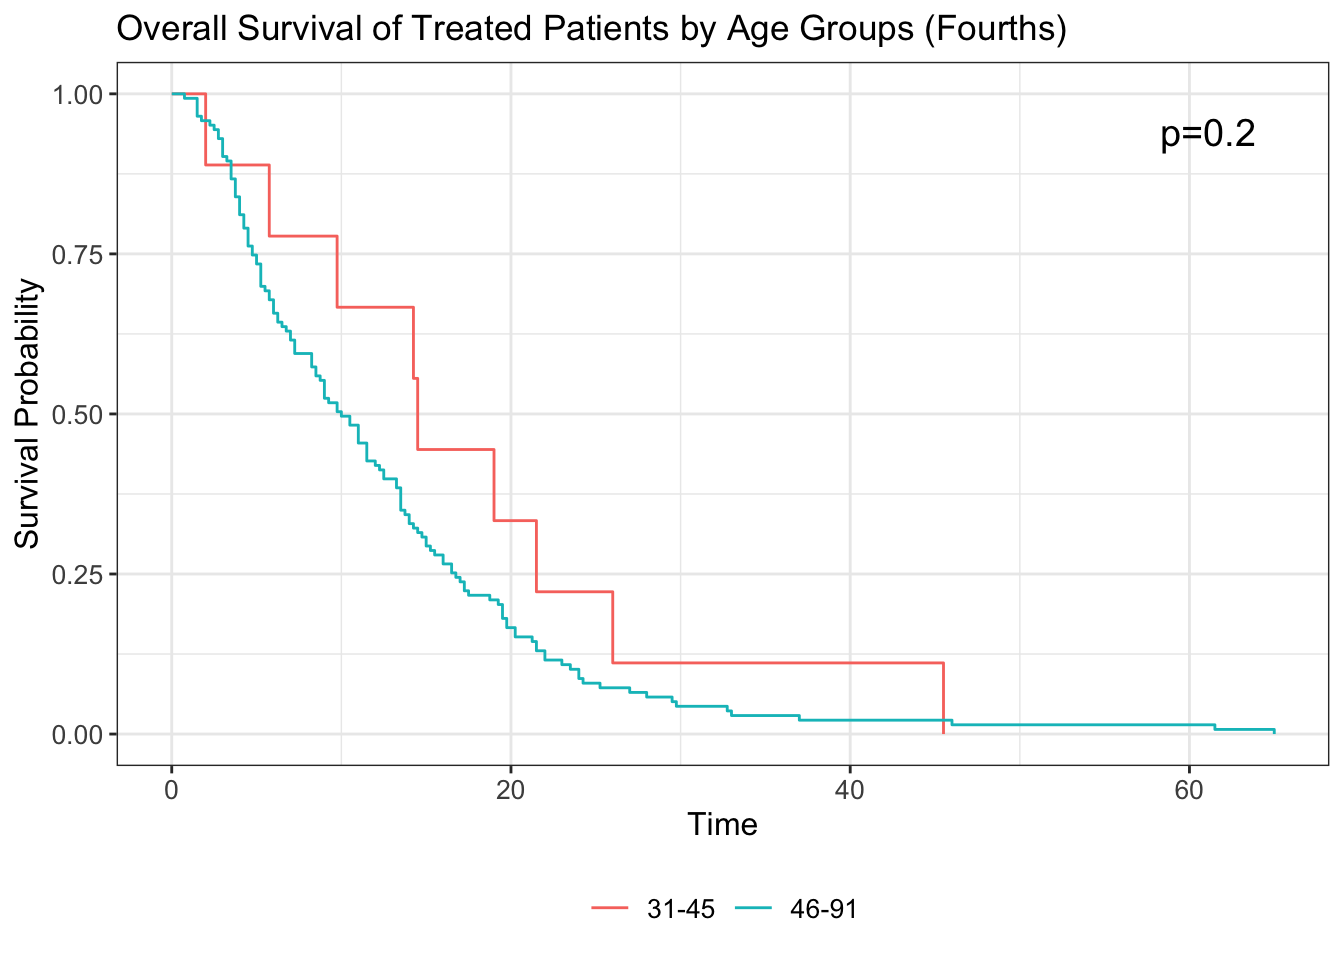 Overall Survival of Treated Patients by Age Groups (Fourths)
p=0.2
1.00
0.75
0.50
0.25
0.00
Survival Probability
0 20 40 60
Time
31-45 46-91